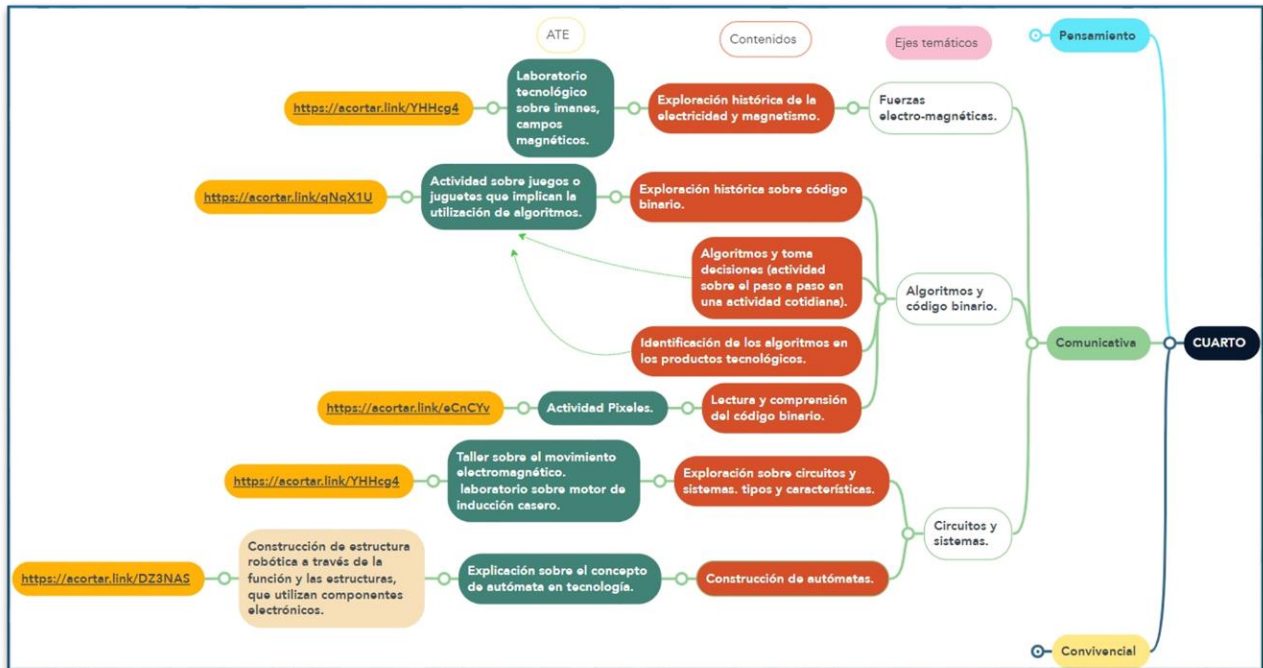 ATE
Contenidos
Ejes temáticos
Pensamiento
https://acortar.link/YHHcg4
Laboratorio
tecnológico
sobre imanes,
campos
magnéticos.
Exploración histórica de la
electricidad y magnetismo.
Fuerzas
electro-magnéticas.
https://acortar.link/qNqX1U
Actividad sobre juegos o
juguetes que implican la
utilización de algoritmos.
Exploración histórica sobre código
binario.
Algoritmos y toma
decisiones (actividad
sobre el paso a paso en
una actividad cotidiana).
Algoritmos y
código binario.
Identificación de los algoritmos en
los productos tecnológicos.
Comunicativa
CUARTO
https://acortar.link/eCnCYv
Actividad Pixeles.
Lectura y comprensión
del código binario.
https://acortar.link/YHHcg4
Taller sobre el movimiento
electromagnético.
laboratorio sobre motor de
inducción casero.
Exploración sobre circuitos y
sistemas. tipos y características.
Circuitos y
sistemas.
https://acortar.link/DZ3NAS
Construcción de estructura
robótica a través de la
función y las estructuras,
que utilizan componentes
electrónicos.
Explicación sobre el concepto
de autómata en tecnología.
Construcción de autómatas.
Convivencial